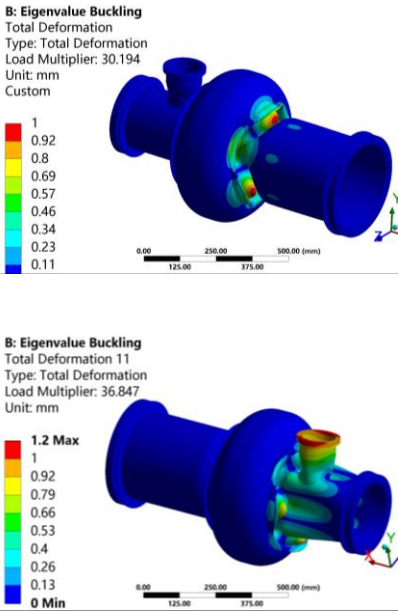 B: Eigenvalue Buckling
Total Deformation
Type: Total Deformation
Load Multiplier: 30.194
Unit: mm
Custom
1
0.92
0.8
0.69
0.57
0.46
0.34
0.23
0.11
Y
Z
0.00 250.00 500.00 (mm)
125.00 375.00
B: Eigenvalue Buckling
Total Deformation 11
Type: Total Deformation
Load Multiplier: 36.847
Unit: mm
1.2 Max
1
0.92
0.79
0.66
0.53
0.4
0.26
0.13
0 Min
Y
X
0.00 250.00 500.00 (mm)
125.00 375.00